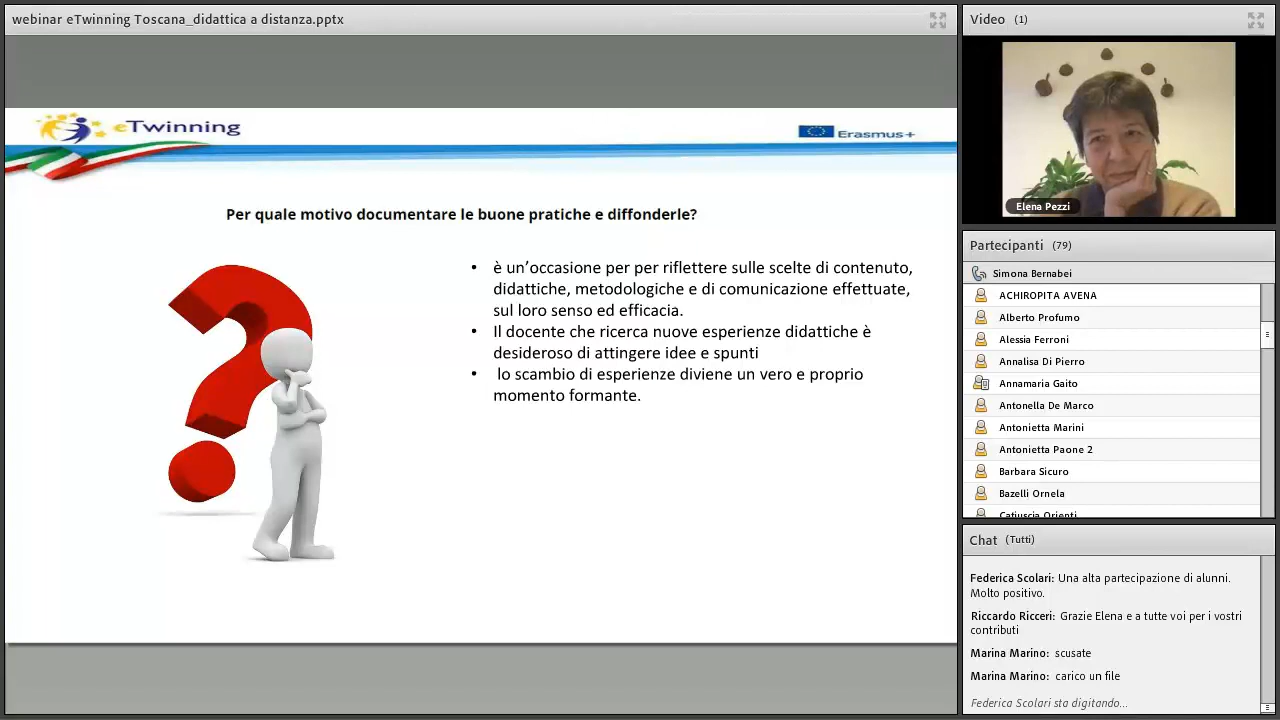 webinar eTwinning Toscana_didattica a distanza.pptx
eTwinning
Erasmus+
Per quale motivo documentare le buone pratiche e diffonderle?
• è un’occasione per per riflettere sulle scelte di contenuto,
didattiche, metodologiche e di comunicazione effettuate,
sul loro senso ed efficacia.
• Il docente che ricerca nuove esperienze didattiche è
desideroso di attingere idee e spunti
• lo scambio di esperienze diviene un vero e proprio
momento formante.
Video (1)
Elena Pezzi
Partecipanti (79)
Simona Bernabei
ACHIROPITA AVENA
Alberto Profumo
Alessia Ferroni
Annalisa Di Pierro
Annamaria Gaito
Antonella De Marco
Antonietta Marini
Antonietta Paone 2
Barbara Sicuro
Bazelli Ornela
Catiuscia Orienti
Chat (Tutti)
Federica Scolari: Una alta partecipazione di alunni.
Molto positivo.
Riccardo Ricceri: Grazie Elena e a tutte voi per i vostri
contributi
Marina Marino: scusate
Marina Marino: carico un file
Federica Scolari sta digitando...